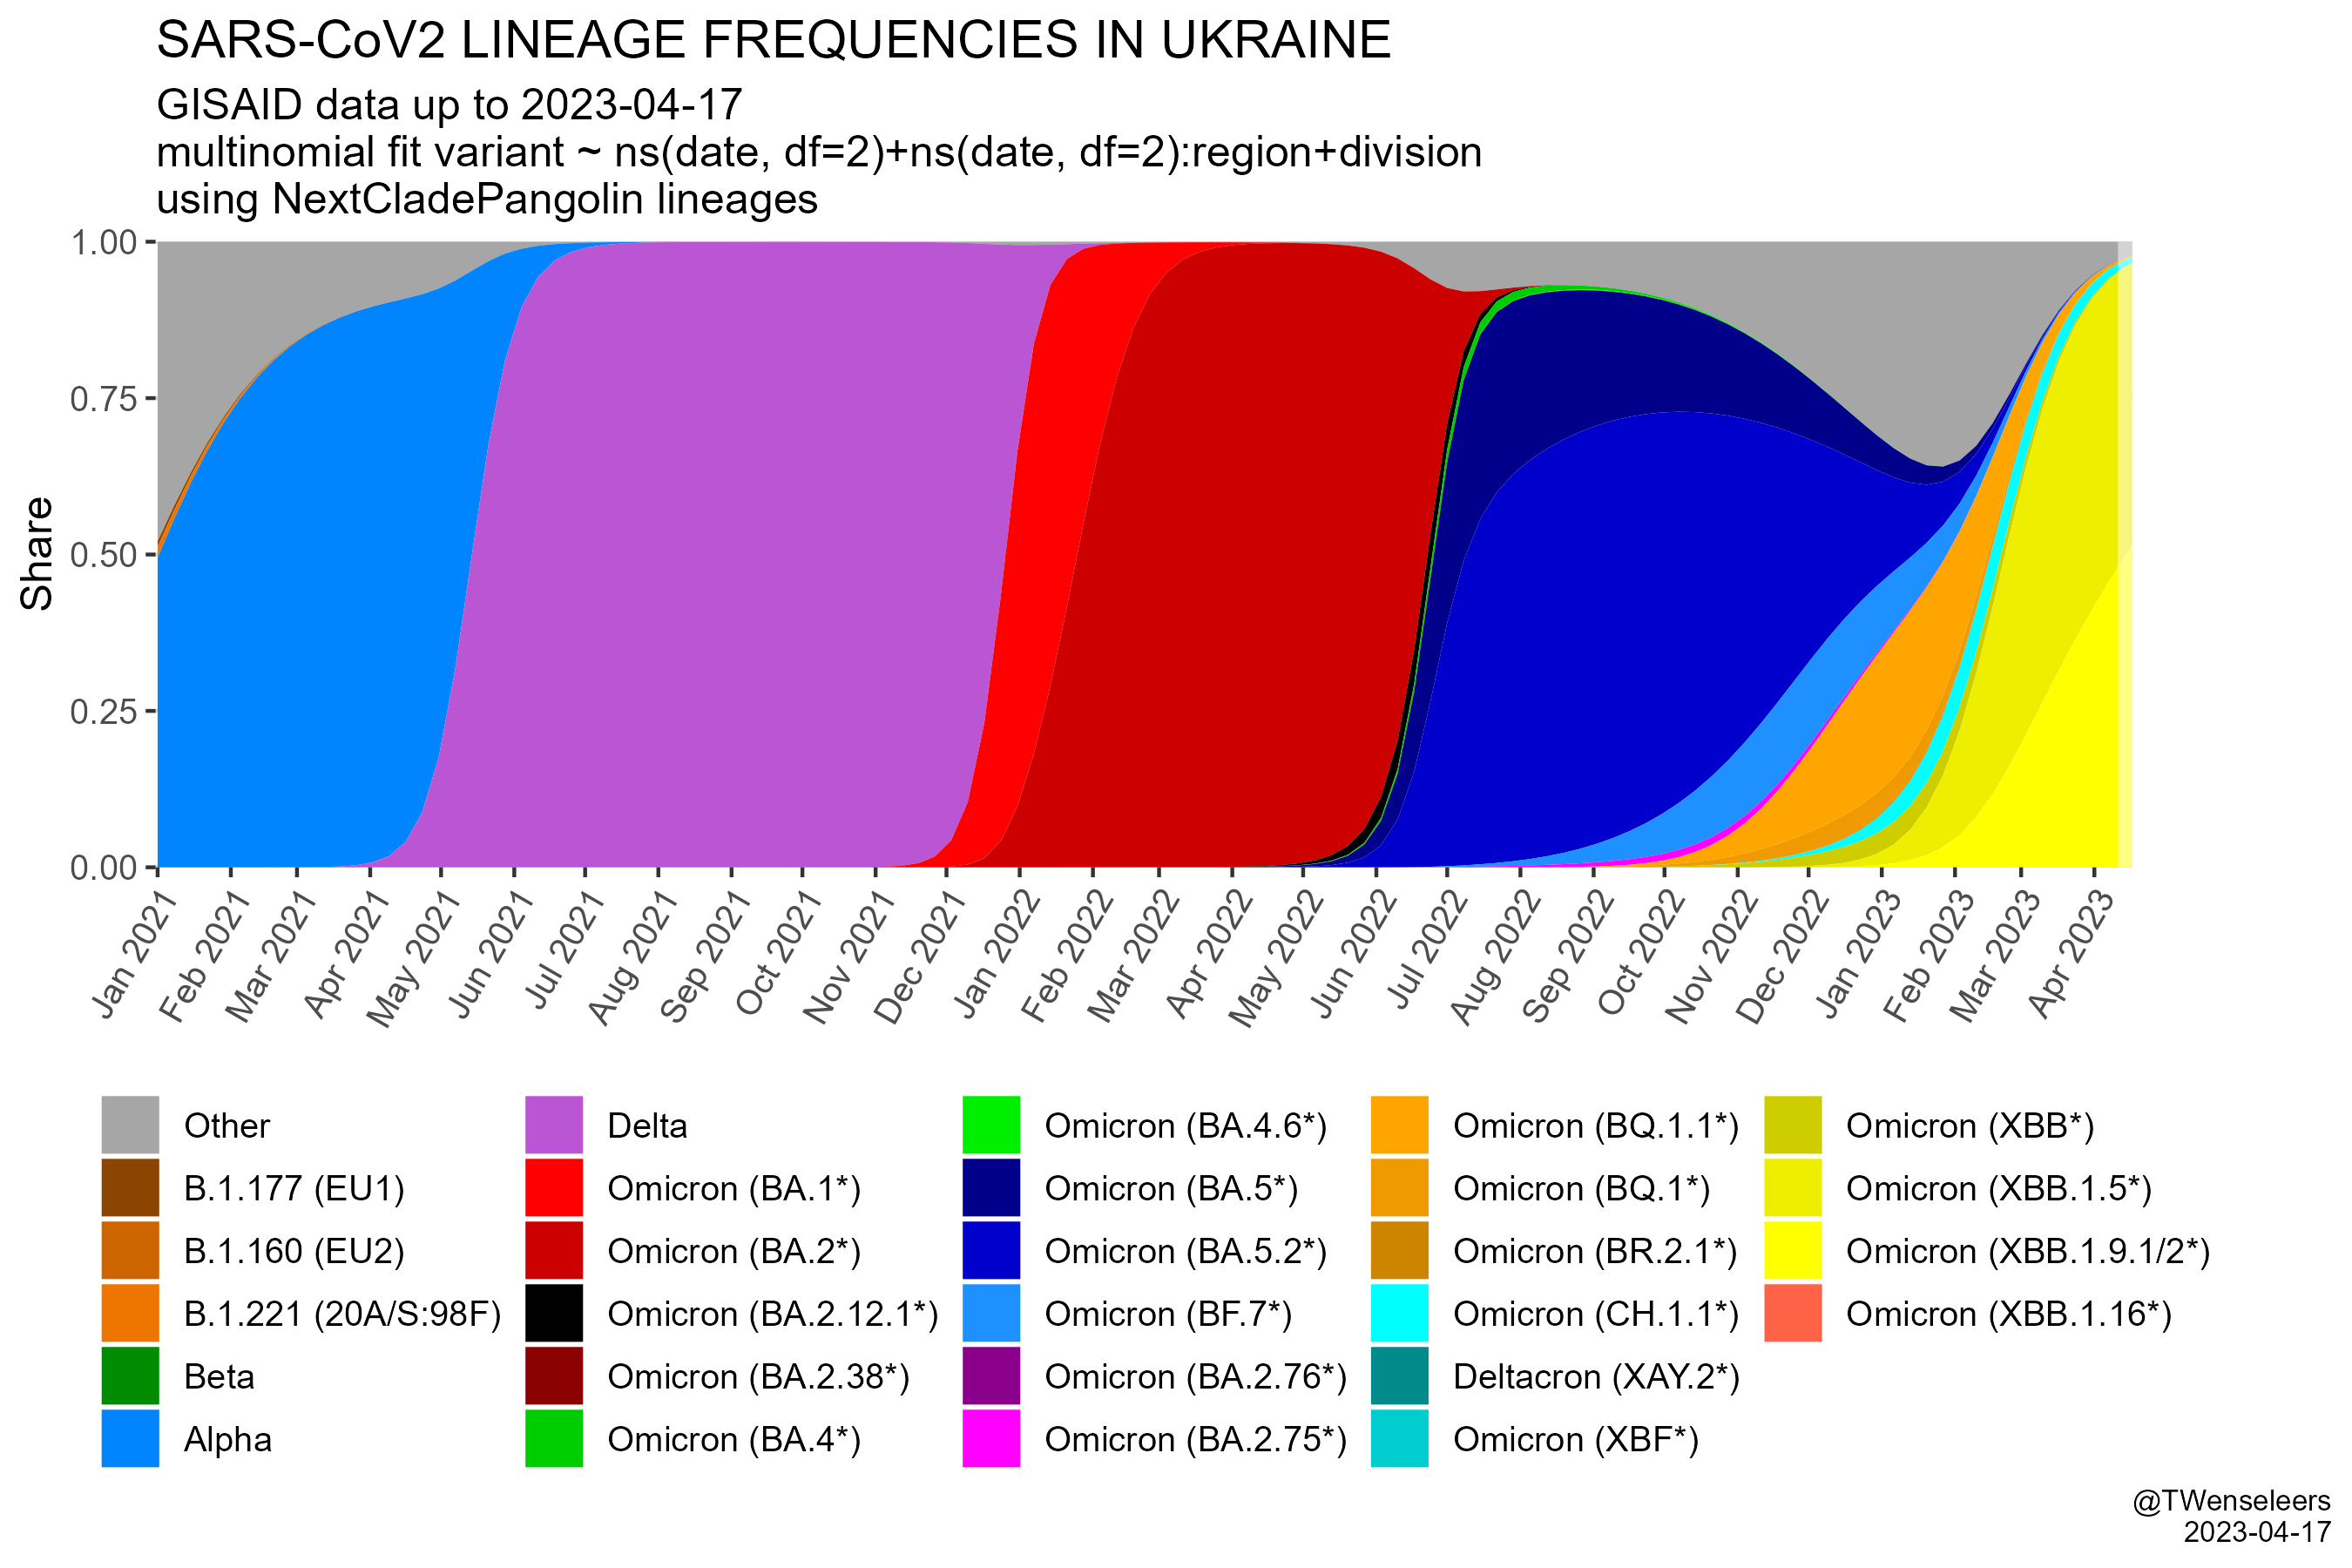 SARS-CoV2 LINEAGE FREQUENCIES IN UKRAINE
GISAID data up to 2023-04-17
multinomial fit variant ~ ns(date, df=2)+ns(date, df=2):region+division
using NextCladePangolin lineages
Share
1.00
0.75
0.50
0.25
0.00
Jan 2021
Feb 2021
Mar 2021
Apr 2021
May 2021
Jun 2021
Jul 2021
Aug 2021
Sep 2021
Oct 2021
Nov 2021
Dec 2021
Jan 2022
Feb 2022
Mar 2022
Apr 2022
May 2022
Jun 2022
Jul 2022
Aug 2022
Sep 2022
Oct 2022
Nov 2022
Dec 2022
Jan 2023
Feb 2023
Mar 2023
Apr 2023
Other
B.1.177 (EU1)
B.1.160 (EU2)
B.1.221 (20A/S:98F)
Beta
Alpha
Delta
Omicron (BA.1*)
Omicron (BA.2*)
Omicron (BA.2.12.1*)
Omicron (BA.2.38*)
Omicron (BA.4*)
Omicron (BA.4.6*)
Omicron (BA.5*)
Omicron (BA.5.2*)
Omicron (BF.7*)
Omicron (BA.2.76*)
Omicron (BA.2.75*)
Omicron (BQ.1.1*)
Omicron (BQ.1*)
Omicron (BR.2.1*)
Omicron (CH.1.1*)
Deltacron (XAY.2*)
Omicron (XBF*)
Omicron (XBB*)
Omicron (XBB.1.5*)
Omicron (XBB.1.9.1/2*)
Omicron (XBB.1.16*)
@TWenseleers
2023-04-17